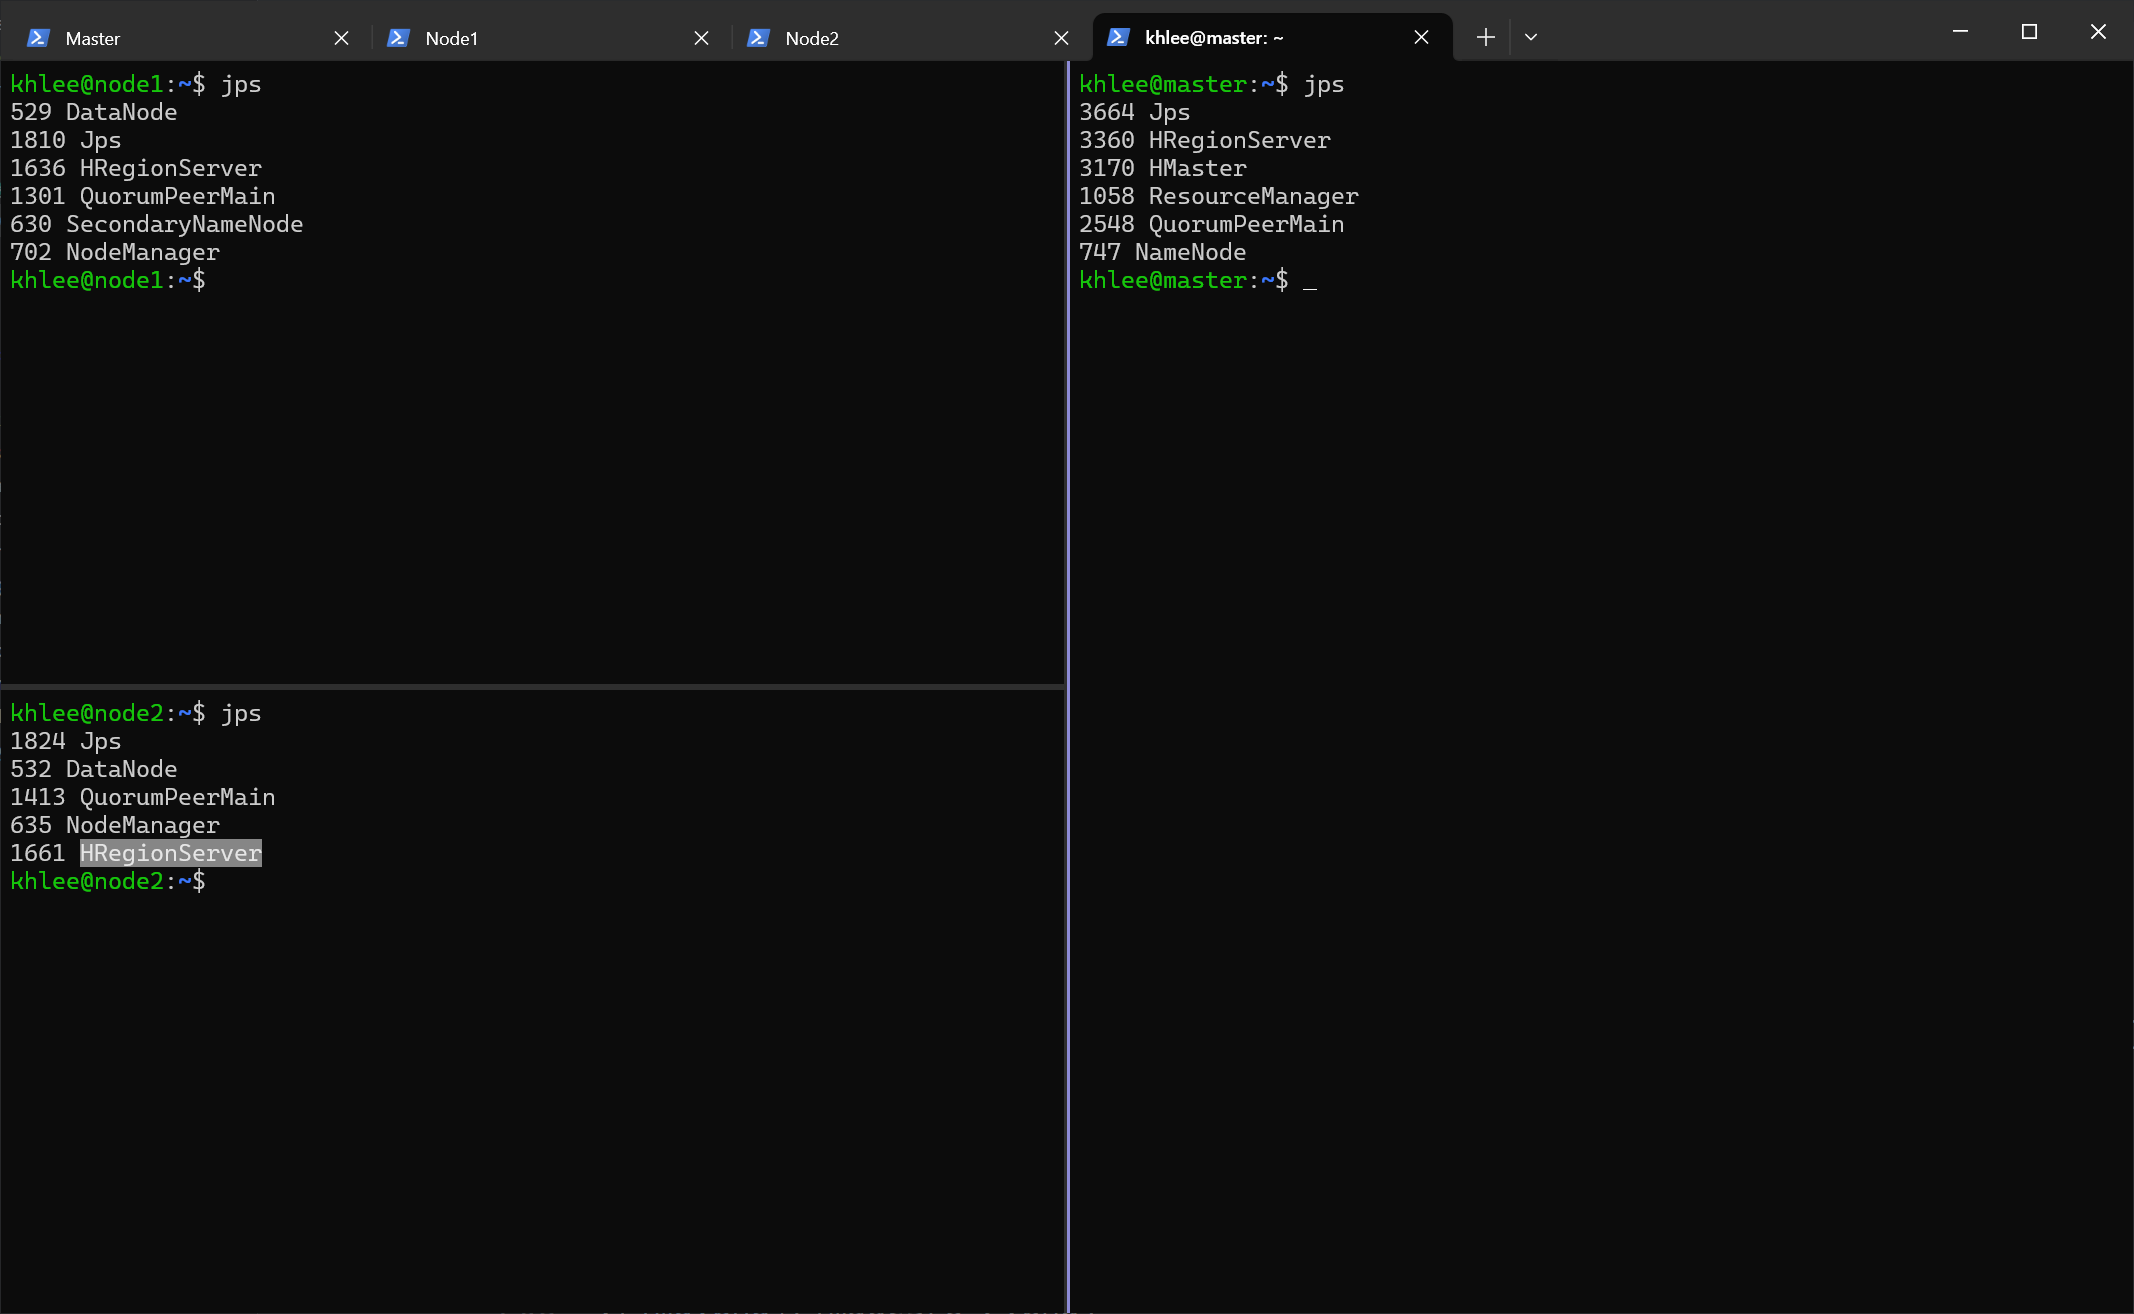 Master
Node1
Node2
khlee@master: ~
khlee@node1:~$ jps
529 DataNode
1810 Jps
1636 HRegionServer
1301 QuorumPeerMain
630 SecondaryNameNode
702 NodeManager
khlee@node1:~$
khlee@node2:~$ jps
1824 Jps
532 DataNode
1413 QuorumPeerMain
635 NodeManager
1661 HRegionServer
khlee@node2:~$
khlee@master:~$ jps
3664 Jps
3360 HRegionServer
3170 HMaster
1058 ResourceManager
2548 QuorumPeerMain
747 NameNode
khlee@master:~$ _